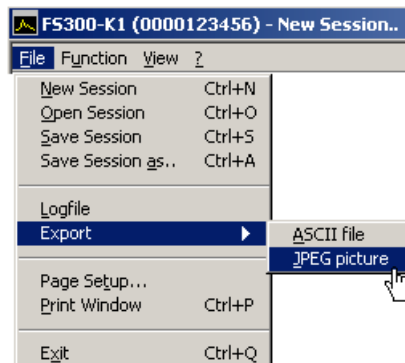 FS300-K1 (0000123456) - New Session..
File Function View ?
New Session Ctrl+N
Open Session Ctrl+O
Save Session Ctrl+S
Save Session as.. Ctrl+A
Logfile
Export
ASCII file
JPEG picture
Page Setup...
Print Window Ctrl+P
Exit Ctrl+Q